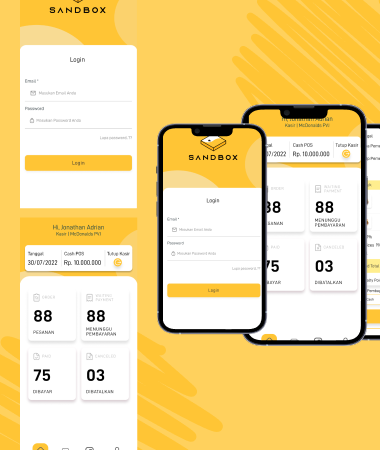 SANDBOX
Login
Email *
Masukan Email Anda
Password
Masukan Password Anda
Lupa password ??
Login
Hi, Jonathan Adrian
Kasir | McDonalds PVJ
Tanggal
Cash POS
Tutup Kasir
30/07/2022
Rp. 10.000.000
ORDER
88
PESANAN
WAITING PAYMENT
88
MENUNGGU
PEMBAYARAN
PAID
75
DIBAYAR
CANCELED
03
DIBATALKAN
SANDBOX
Login
Email *
Masukan Email Anda
Password
Masukan Password Anda
Lupa password ??
Login
Hi, Jonathan Adrian
Kasir | McDonalds PVJ
Cash POS
Tutup Kasir
07/2022
Rp. 10.000.000
ORDER
88
PESANAN
WAITING PAYMENT
88
MENUNGGU
PEMBAYARAN
PAID
75
DIBAYAR
CANCELED
03
DIBATALKAN